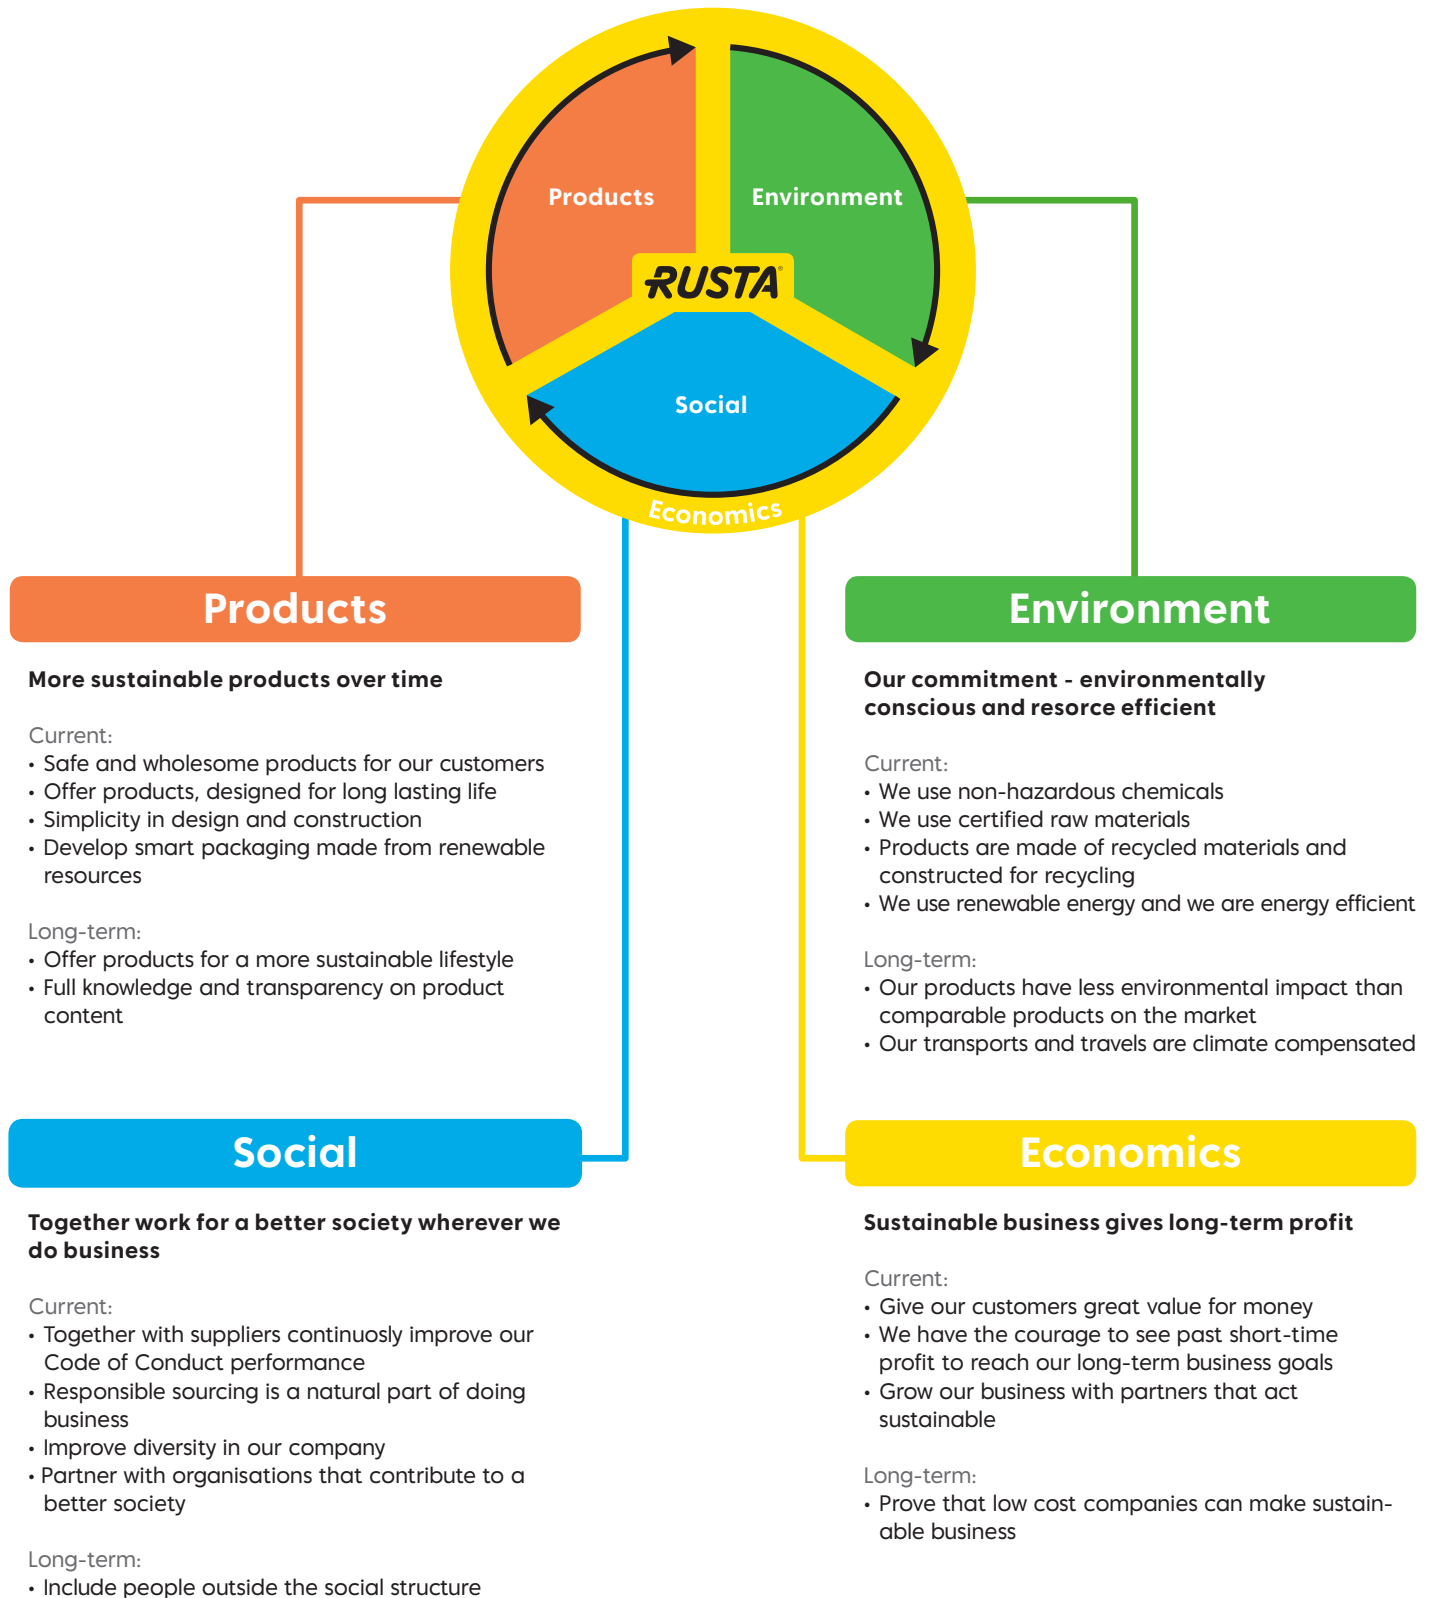 Products
Environment
RUSTA®
Social
Economics
Products
More sustainable products over time
Current:
• Safe and wholesome products for our customers
• Offer products, designed for long lasting life
• Simplicity in design and construction
• Develop smart packaging made from renewable
resources
Long-term:
• Offer products for a more sustainable lifestyle
• Full knowledge and transparency on product
content
Environment
Our commitment - environmentally
conscious and resorce efficient
Current:
• We use non-hazardous chemicals
• We use certified raw materials
• Products are made of recycled materials and
constructed for recycling
• We use renewable energy and we are energy efficient
Long-term:
• Our products have less environmental impact than
comparable products on the market
• Our transports and travels are climate compensated
Social
Together work for a better society wherever we
do business
Current:
• Together with suppliers continuosly improve our
Code of Conduct performance
• Responsible sourcing is a natural part of doing
business
• Improve diversity in our company
• Partner with organisations that contribute to a
better society
Long-term:
• Include people outside the social structure
Economics
Sustainable business gives long-term profit
Current:
• Give our customers great value for money
• We have the courage to see past short-time
profit to reach our long-term business goals
• Grow our business with partners that act
sustainable
Long-term:
• Prove that low cost companies can make sustain-
able business